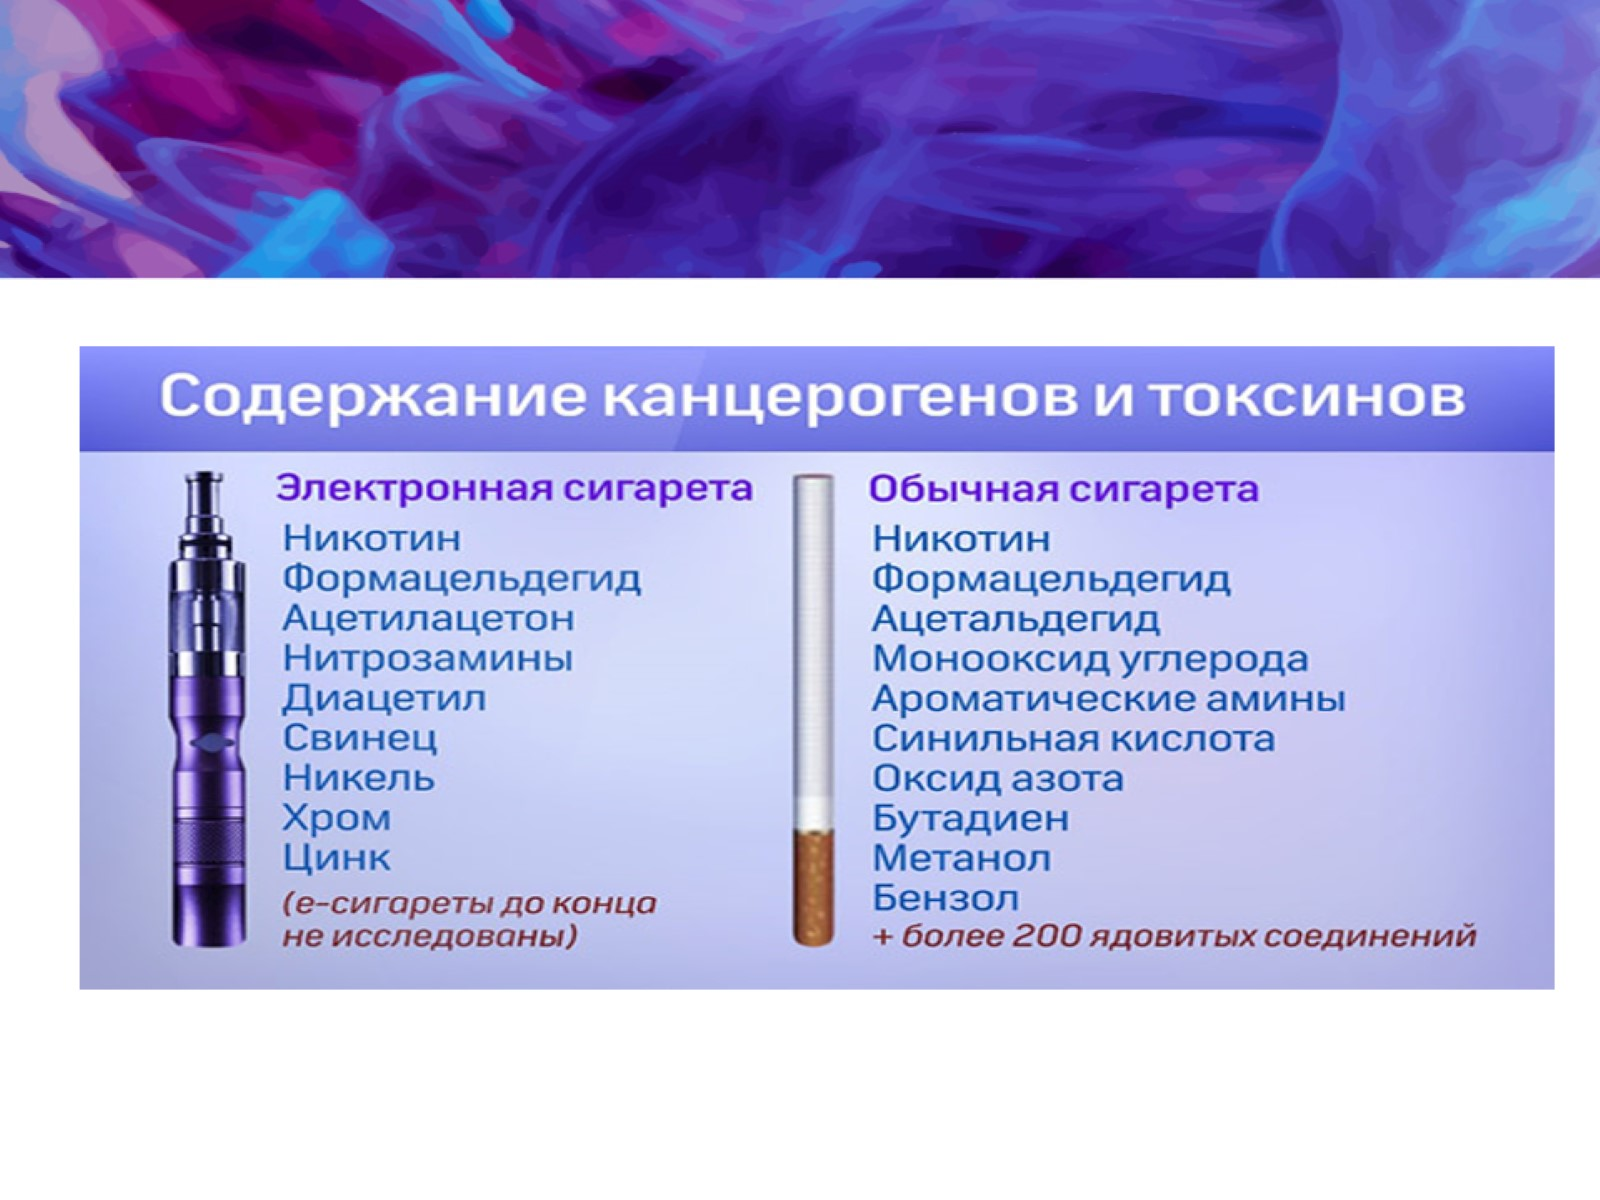 Содержание канцерогенов и токсинов
Электронная сигарета
Никотин
Формацельдегид
Ацетилацетон
Нитрозамины
Диацетил
Свинец
Никель
Хром
Цинк
(е-сигареты до конца
не исследованы)
Обычная сигарета
Никотин
Формацельдегид
Ацетальдегид
Монооксид углерода
Ароматические амины
Синильная кислота
Оксид азота
Бутадиен
Метанол
Бензол
+ более 200 ядовитых соединений